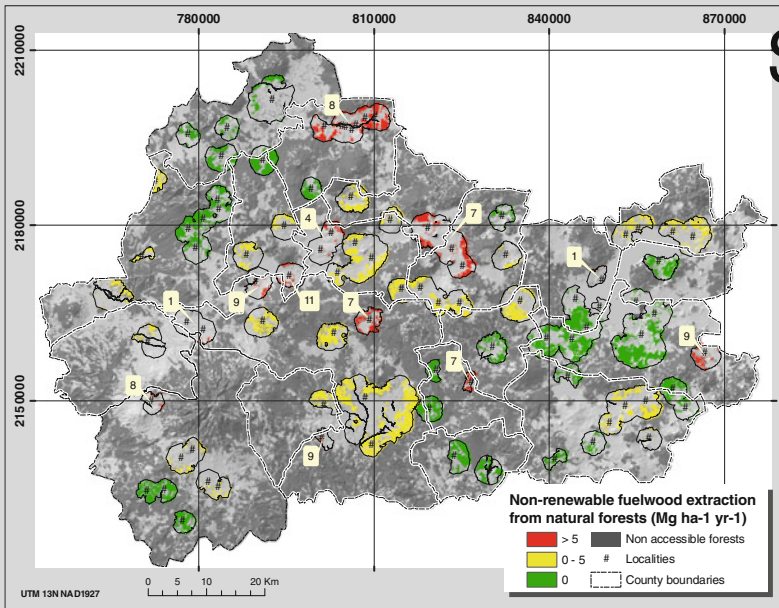 780000 810000 840000 870000
S
2210000
8
4
7
2180000
1
9
11
7
1
9
7
8
2150000
9
Non-renewable fuelwood extraction
from natural forests (Mg ha-1 yr-1)
> 5 Non accessible forests
0 - 5 # Localities
0 County boundaries
0 5 10 20 Km
UTM 13N NAD1927